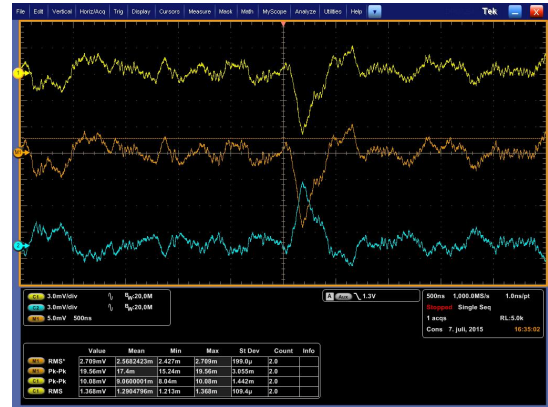 File Edit Vertical Horiz/Acq Trig Display Cursors Measure Mask Math MyScope Analyze Utilities Help Tek X
1
M1
2
C1 3.0mV/div BW:20,0M
C2 3.0mV/div BW:20,0M
M1 5.0mV 500ns
A Aux 1.3V
500ns 1,000.0MS/s 1.0ns/pt
Stopped Single Seq
1 acqs RL:5.0k
Cons 7. juli, 2015 16:35:02
Value Mean Min Max St Dev Count Info
M1 RMS* 2.709mV 2.5682423m 2.427m 2.709m 199.0µ 2.0
M1 Pk-Pk 19.56mV 17.4m 15.24m 19.56m 3.055m 2.0
C1 Pk-Pk 10.08mV 9.0600001m 8.04m 10.08m 1.442m 2.0
C1 RMS 1.368mV 1.2904796m 1.213m 1.368m 109.4µ 2.0